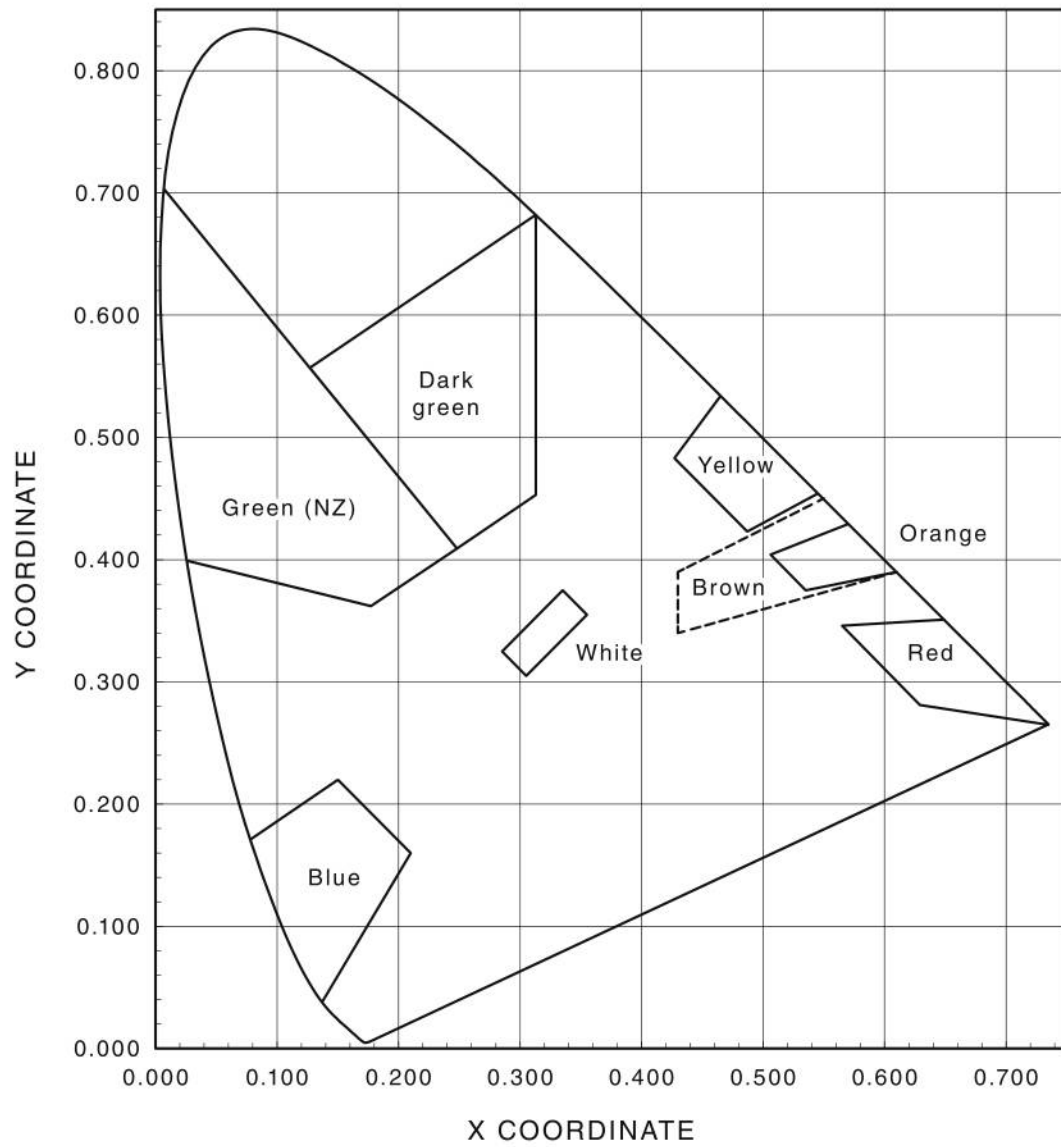 0.800
0.700
0.600
Dark
green
0.500
Yellow
Green (NZ)
Orange
0.400
Brown
White
Red
0.300
0.200
Blue
0.100
0.000
0.000 0.100 0.200 0.300 0.400 0.500 0.600 0.700
X COORDINATE
Y COORDINATE